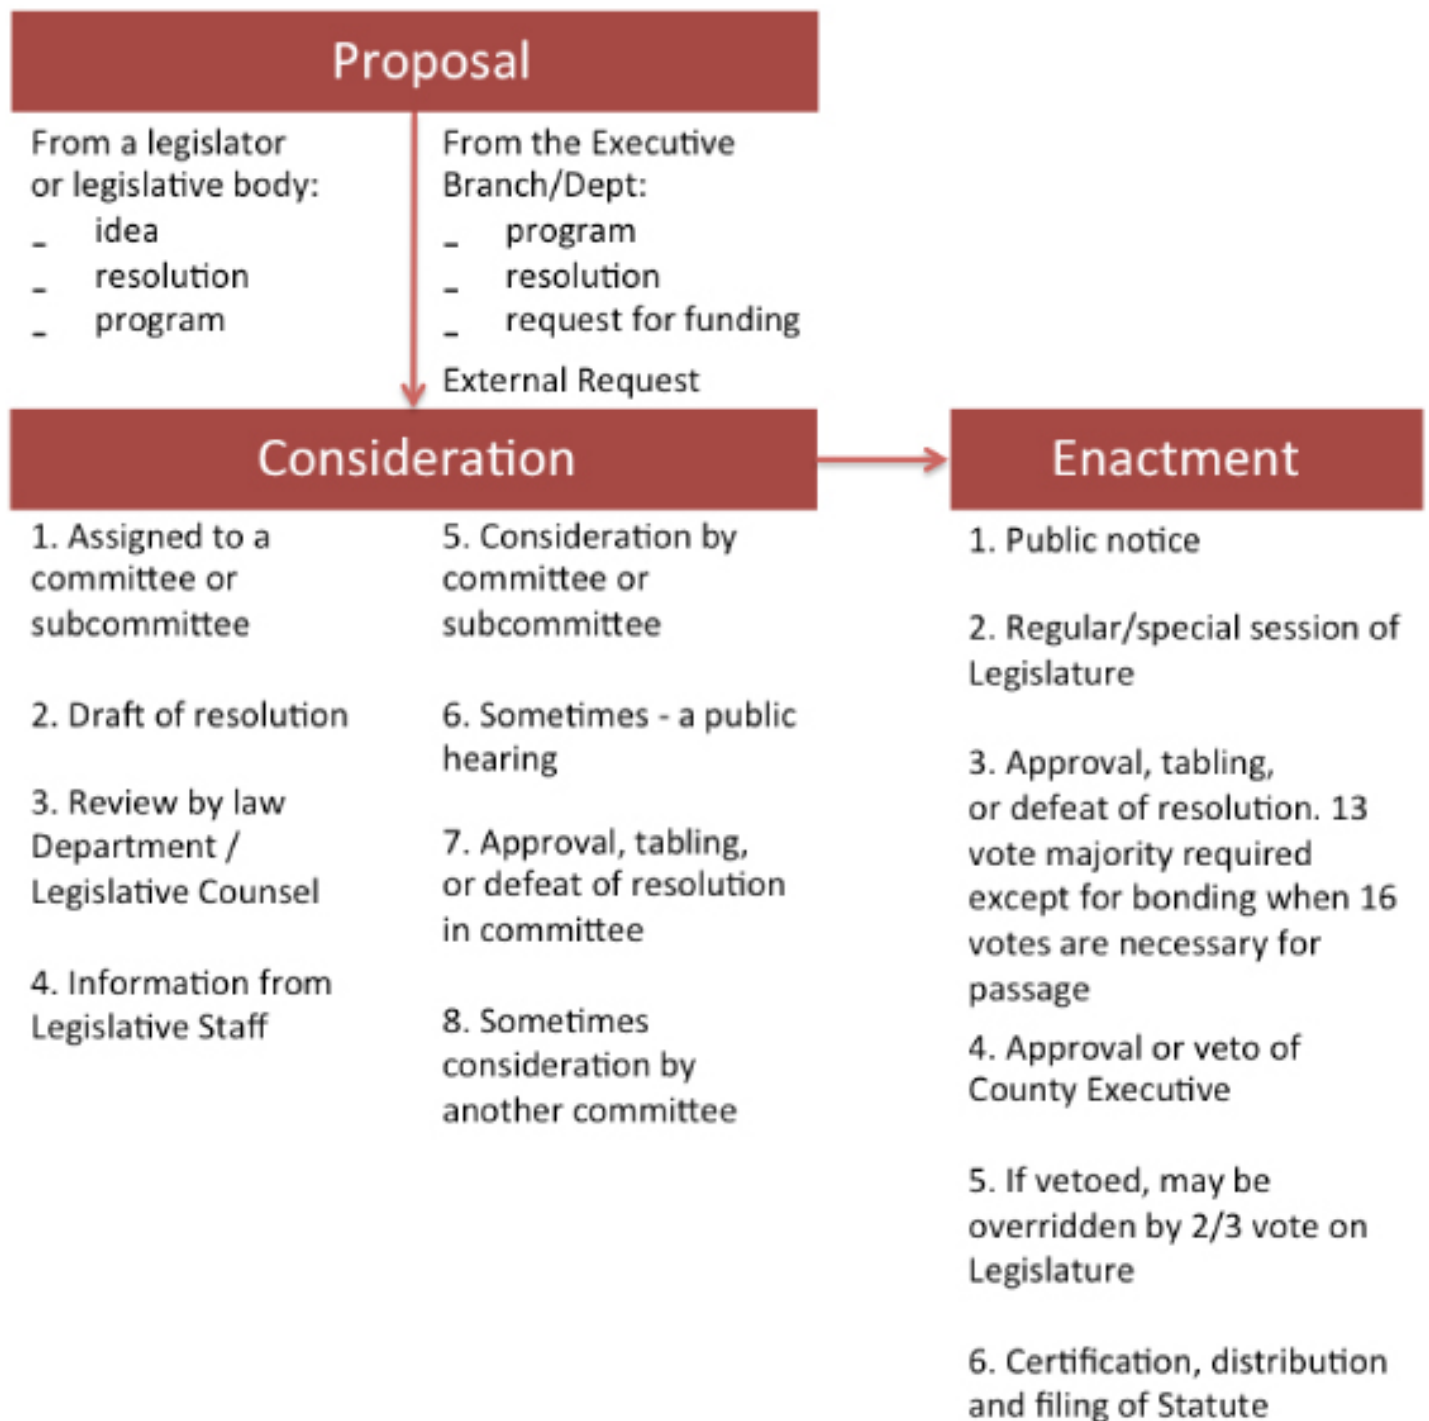 Proposal
From a legislator
or legislative body:
_ idea
_ resolution
_ program
From the Executive
Branch/Dept:
_ program
_ resolution
_ request for funding
External Request
Consideration
1. Assigned to a
committee or
subcommittee
2. Draft of resolution
3. Review by law
Department /
Legislative Counsel
4. Information from
Legislative Staff
5. Consideration by
committee or
subcommittee
6. Sometimes - a public
hearing
7. Approval, tabling,
or defeat of resolution
in committee
8. Sometimes
consideration by
another committee
Enactment
1. Public notice
2. Regular/special session of
Legislature
3. Approval, tabling,
or defeat of resolution. 13
vote majority required
except for bonding when 16
votes are necessary for
passage
4. Approval or veto of
County Executive
5. If vetoed, may be
overridden by 2/3 vote on
Legislature
6. Certification, distribution
and filing of Statute